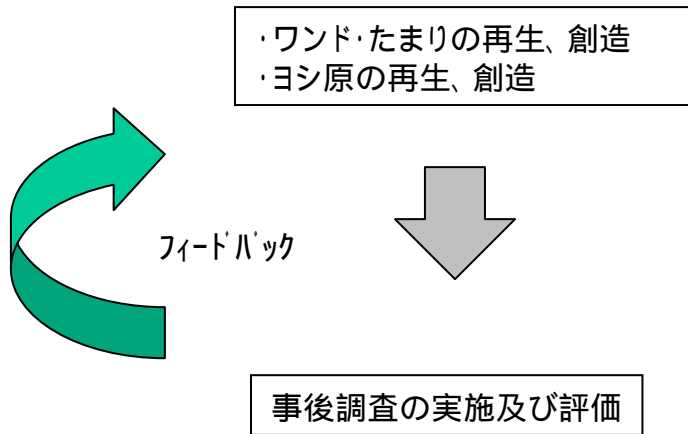 ・ワンド・たまりの再生、創造
・ヨシ原の再生、創造
ﾌｨｰﾄﾞﾊﾞｯｸ
事後調査の実施及び評価